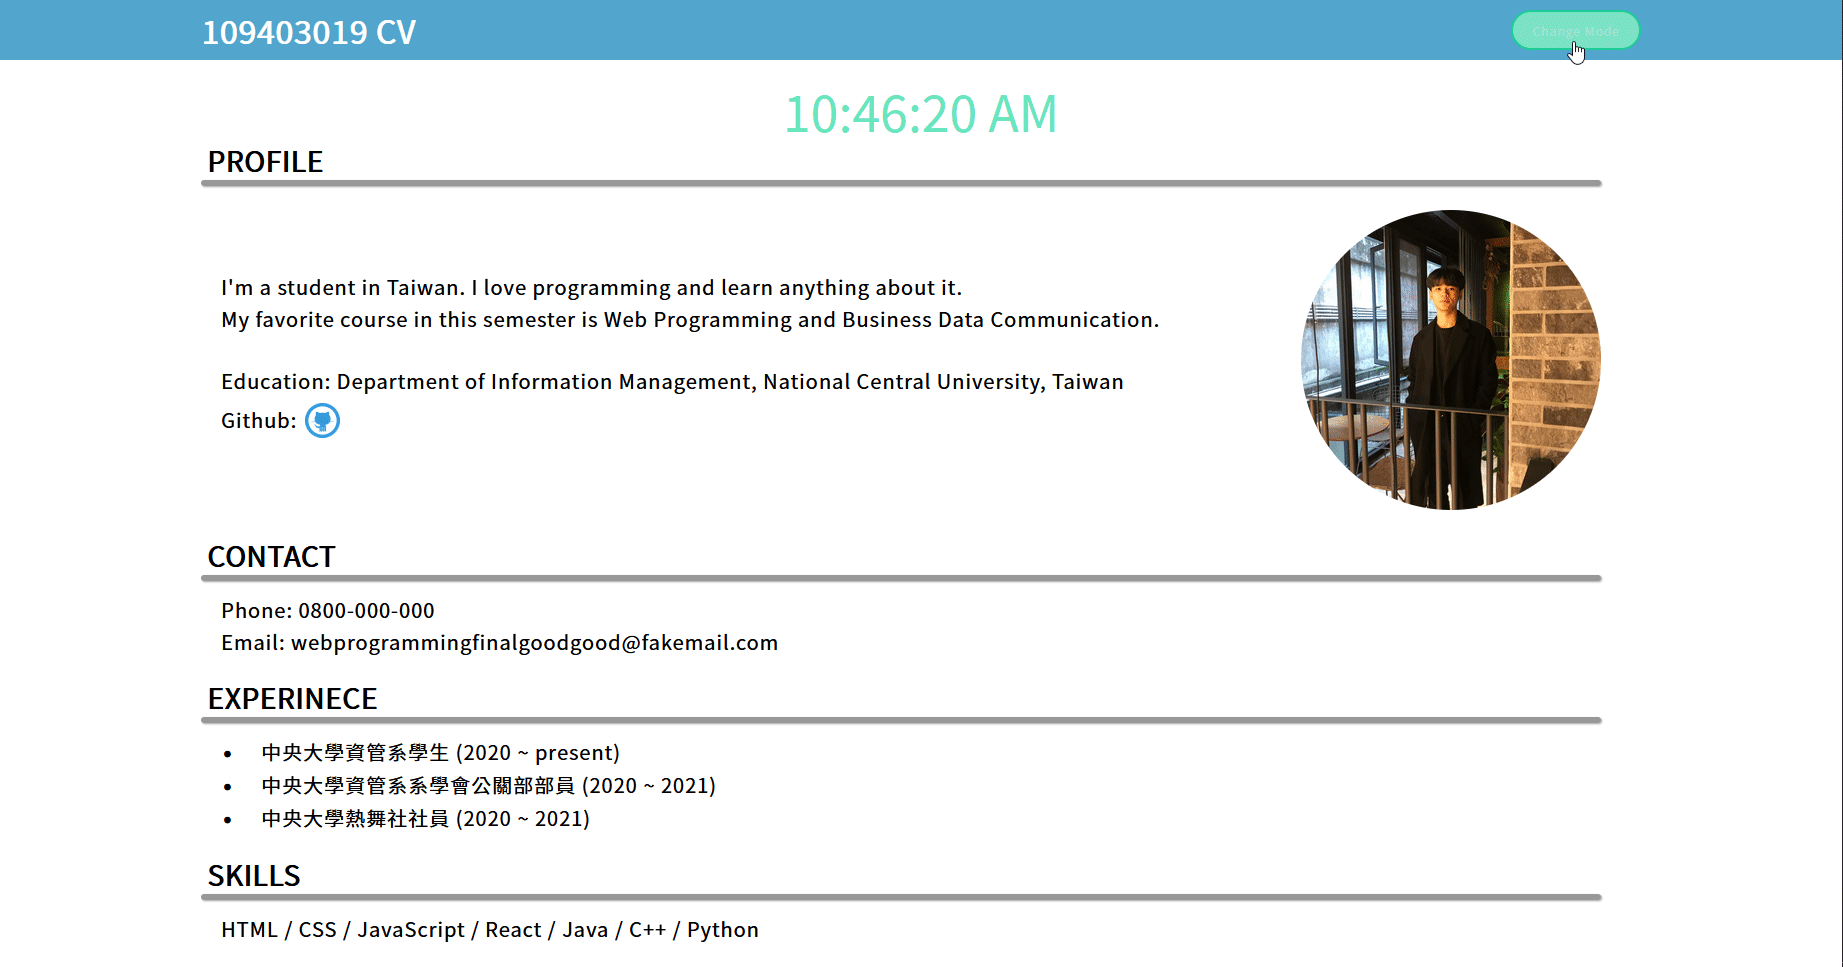 109403019 CV
Change Mode
10:46:20 AM
PROFILE
I'm a student in Taiwan. I love programming and learn anything about it.
My favorite course in this semester is Web Programming and Business Data Communication.
Education: Department of Information Management, National Central University, Taiwan
Github:
CONTACT
Phone: 0800-000-000
Email: webprogrammingfinalgoodgood@fakemail.com
EXPERINECE
• 中央大學資管系學生 (2020 ~ present)
• 中央大學資管系系學會公關部部員 (2020 ~ 2021)
• 中央大學熱舞社社員 (2020 ~ 2021)
SKILLS
HTML / CSS / JavaScript / React / Java / C++ / Python